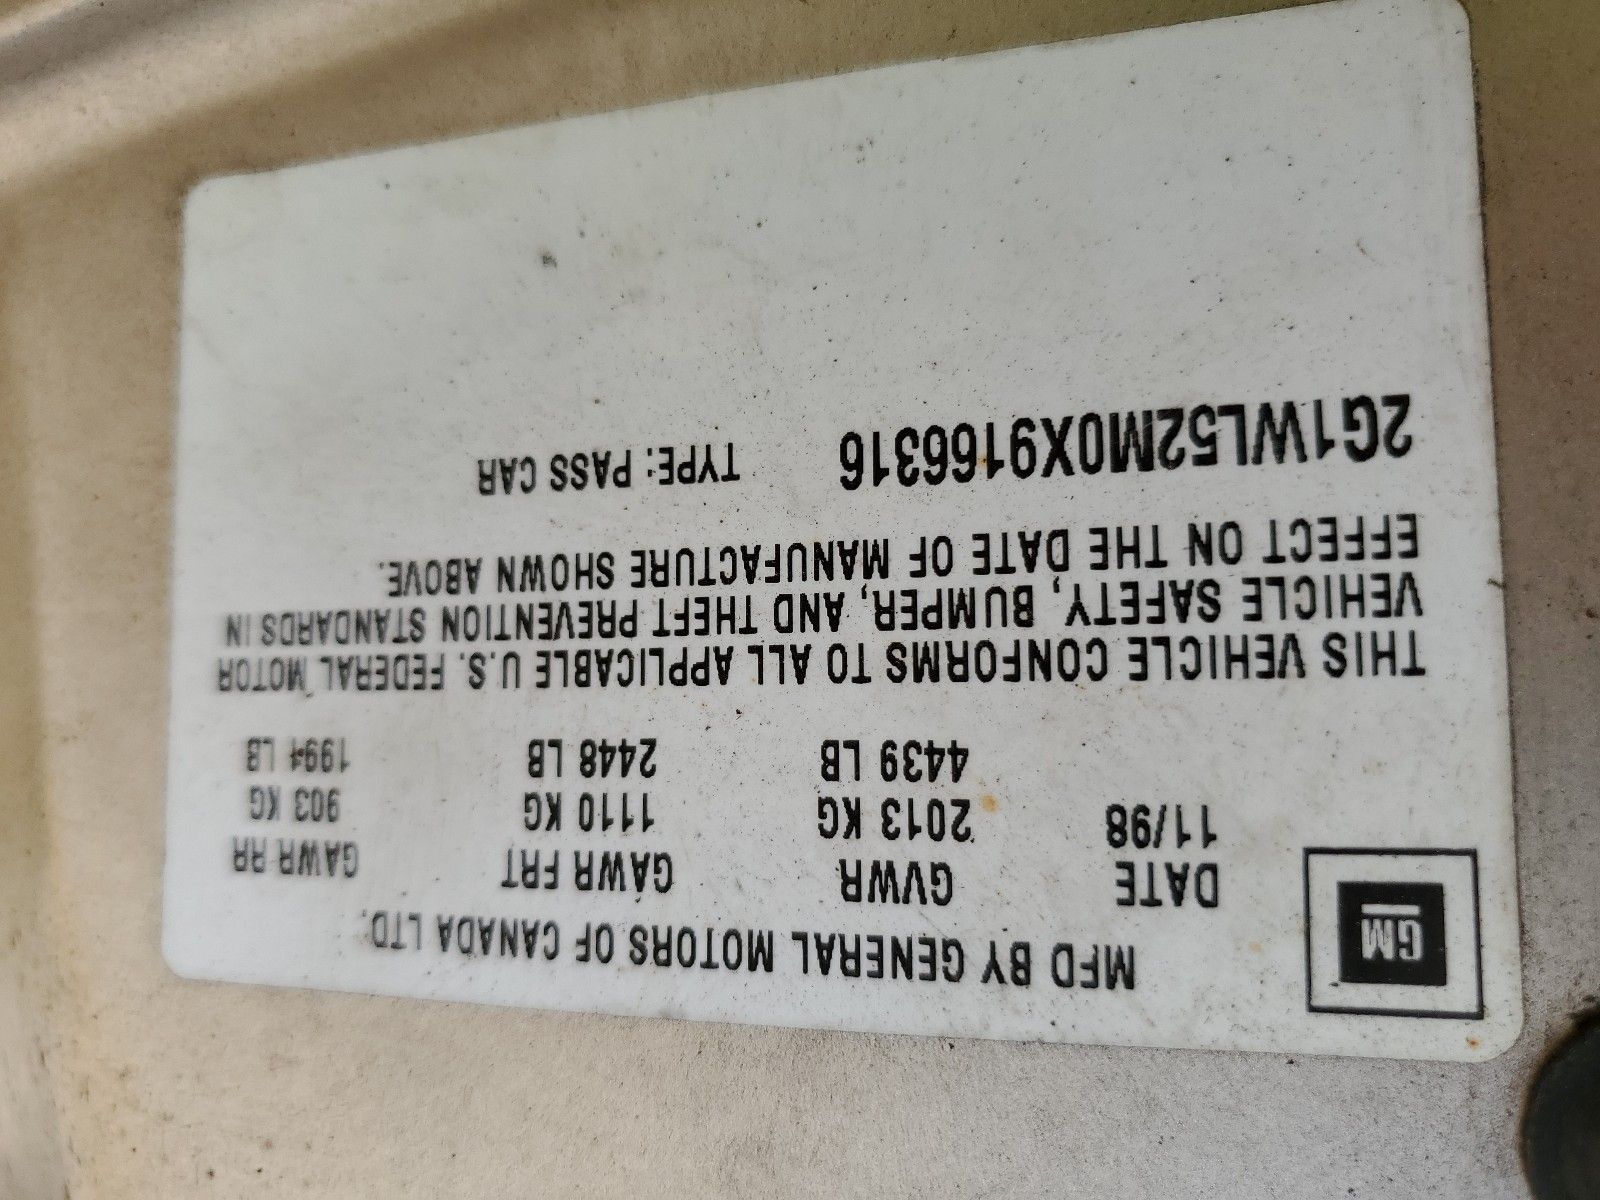 GM
MFD BY GENERAL MOTORS OF CANADA LTD.
DATE GVWR GAWR FRT GAWR RR
11/98 2013 KG 1110 KG 903 KG
4439 LB 2448 LB 1994 LB
THIS VEHICLE CONFORMS TO ALL APPLICABLE U.S. FEDERAL MOTOR
VEHICLE SAFETY, BUMPER, AND THEFT PREVENTION STANDARDS IN
EFFECT ON THE DATE OF MANUFACTURE SHOWN ABOVE.
2G1WL52M0X9166316 TYPE: PASS CAR